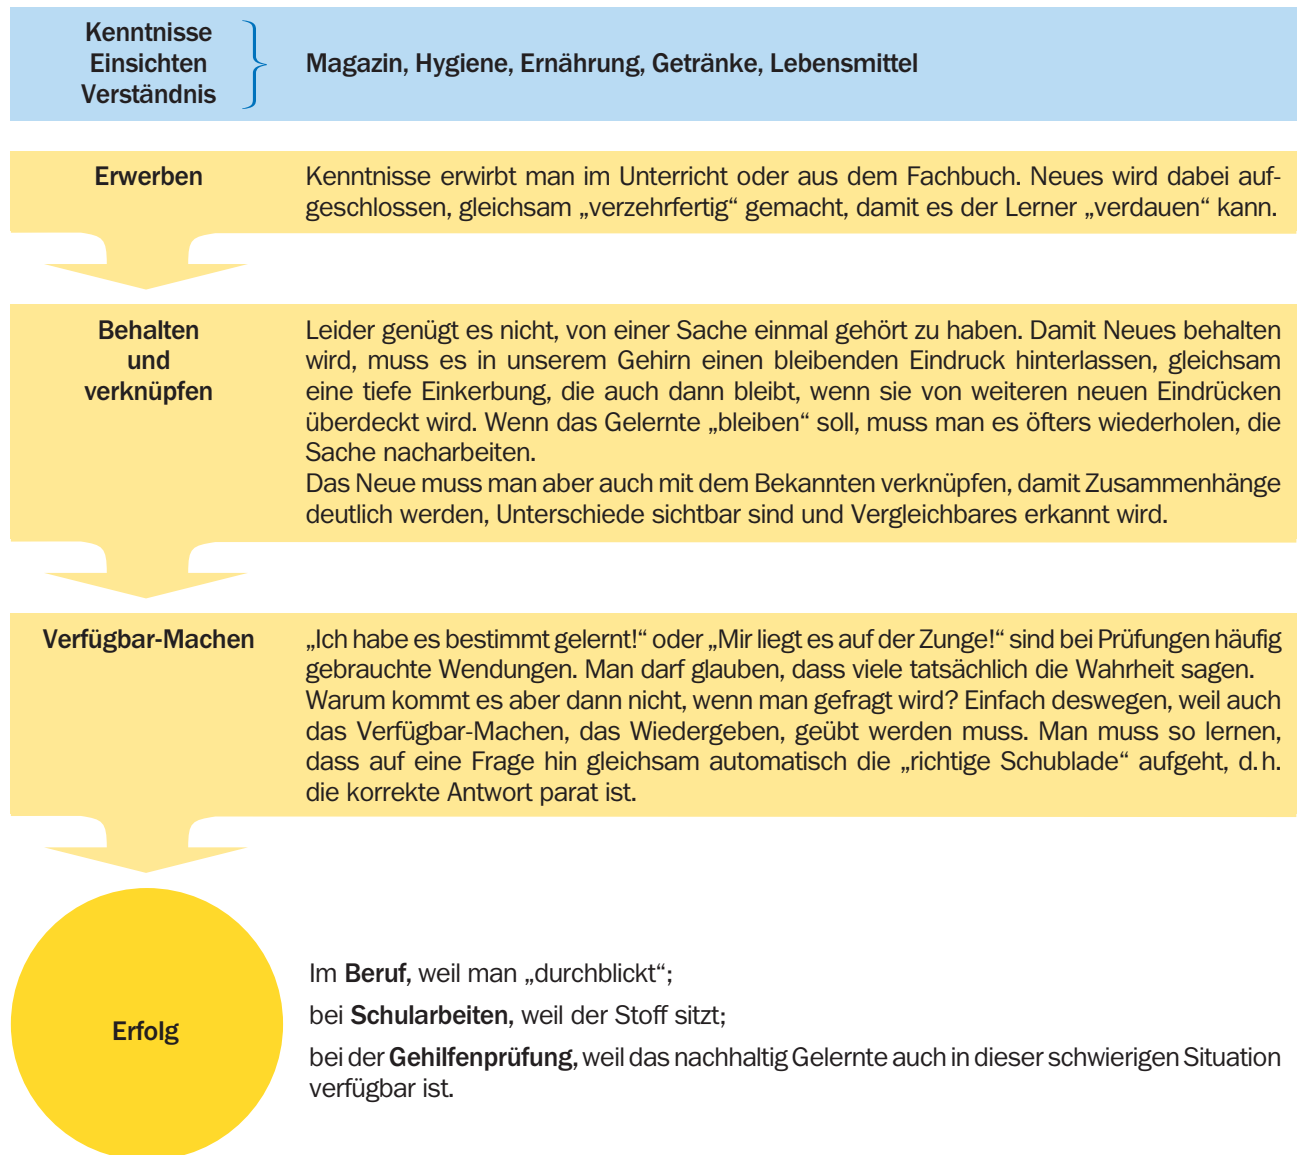 Kenntnisse
Einsichten
Verständnis
Magazin, Hygiene, Ernährung, Getränke, Lebensmittel
Erwerben
Kenntnisse erwirbt man im Unterricht oder aus dem Fachbuch. Neues wird dabei auf-
geschlossen, gleichsam „verzehrfertig“ gemacht, damit es der Lerner „verdauen“ kann.
Behalten
und
verknüpfen
Leider genügt es nicht, von einer Sache einmal gehört zu haben. Damit Neues behalten
wird, muss es in unserem Gehirn einen bleibenden Eindruck hinterlassen, gleichsam
eine tiefe Einkerbung, die auch dann bleibt, wenn sie von weiteren neuen Eindrücken
überdeckt wird. Wenn das Gelernte „bleiben“ soll, muss man es öfters wiederholen, die
Sache nacharbeiten.
Das Neue muss man aber auch mit dem Bekannten verknüpfen, damit Zusammenhänge
deutlich werden, Unterschiede sichtbar sind und Vergleichbares erkannt wird.
Verfügbar-Machen
„Ich habe es bestimmt gelernt!“ oder „Mir liegt es auf der Zunge!“ sind bei Prüfungen häufig
gebrauchte Wendungen. Man darf glauben, dass viele tatsächlich die Wahrheit sagen.
Warum kommt es aber dann nicht, wenn man gefragt wird? Einfach deswegen, weil auch
das Verfügbar-Machen, das Wiedergeben, geübt werden muss. Man muss so lernen,
dass auf eine Frage hin gleichsam automatisch die „richtige Schublade“ aufgeht, d. h.
die korrekte Antwort parat ist.
Erfolg
Im Beruf, weil man „durchblickt“;
bei Schularbeiten, weil der Stoff sitzt;
bei der Gehilfenprüfung, weil das nachhaltig Gelernte auch in dieser schwierigen Situation
verfügbar ist.